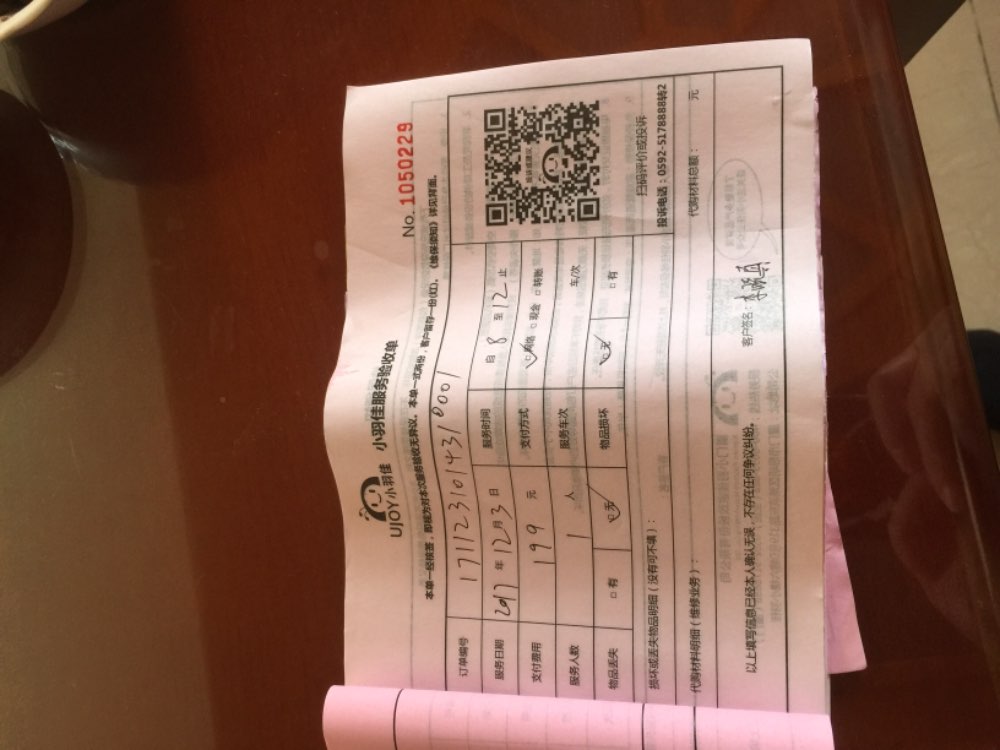 No. 1050229
UJOY小羽佳 小羽佳服务验收单
本单一经核签，即视为对本次服务验收无异议。本单一式两份，客户留存一份(红)。《维保须知》详见背面。
订单编号 1711231014310001
服务日期 2017 年 12 月 3 日 服务时间 自 8 至 12 止
支付费用 199 元 支付方式 ☑网络 □现金 □转账
服务人数 1 人 服务车次 车/次
物品丢失 □有 ☑无 物品损坏 ☑无 □有
扫码评价或投诉
投诉电话：0592-5178888转2
损坏或丢失物品明细（没有可不填）：
代购材料明细（维修业务）： 代购材料总额： 元
以上填写信息已经本人确认无误，不存在任何争议纠纷。 客户签名：